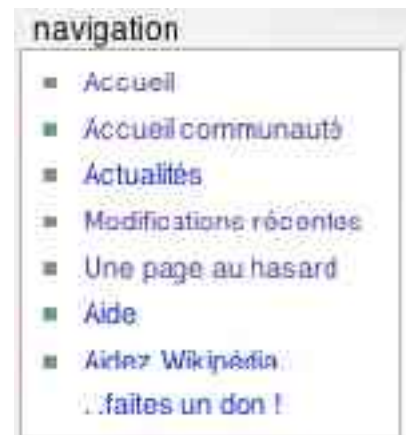 navigation
Accueil
Accueil communauté
Actualités
Modifications récentes
Une page au hasard
Aide
Aidez Wikipédia
...faites un don !